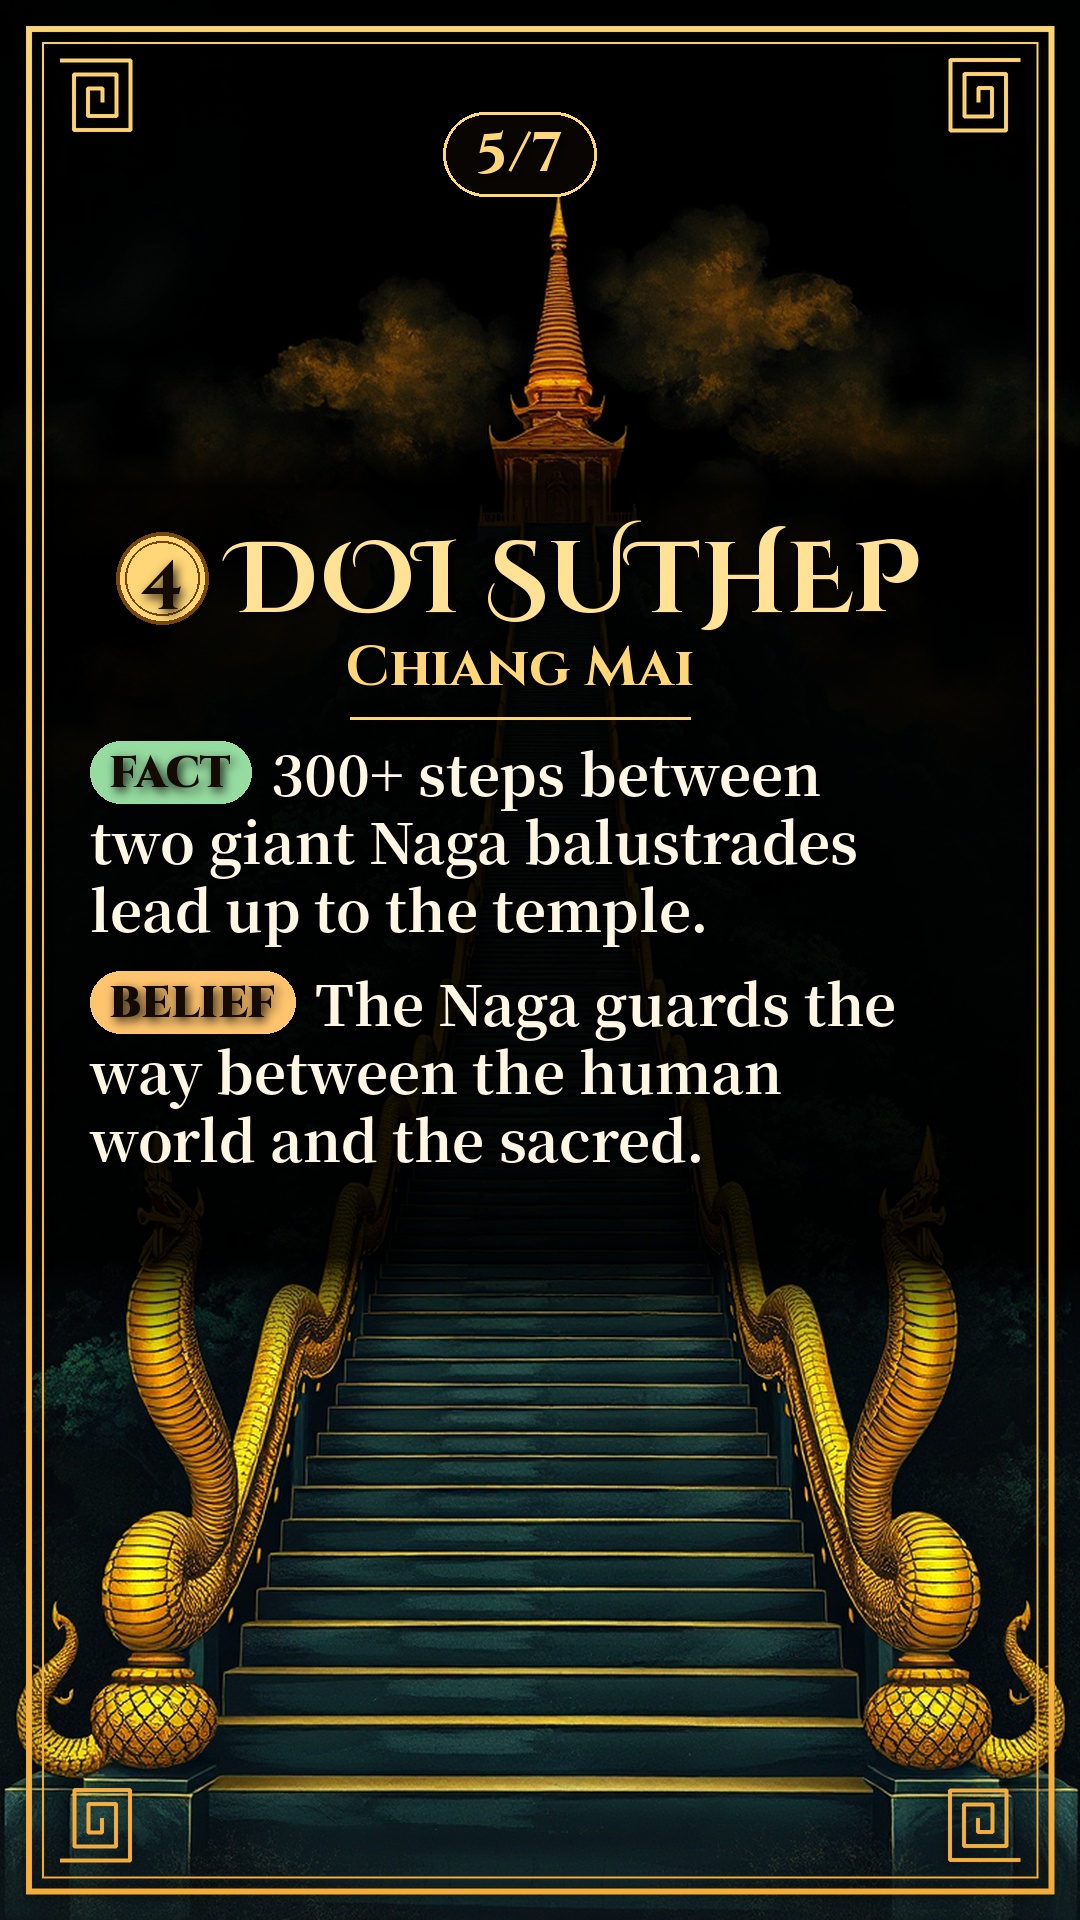 5/7
4 DOI SUTHEP
Chiang Mai
FACT 300+ steps between
two giant Naga balustrades
lead up to the temple.
BELIEF The Naga guards the
way between the human
world and the sacred.